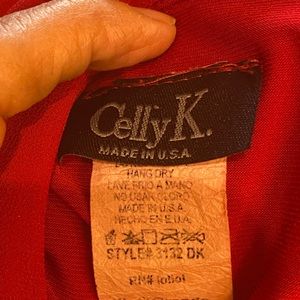 Celly K.
MADE IN U.S.A.
HANG DRY
LAVE FRIO A MANO
NO USAR CLORO
MADE IN U.S.A
HECHO EN E.U.
STYLE# 3132 DK
RN#